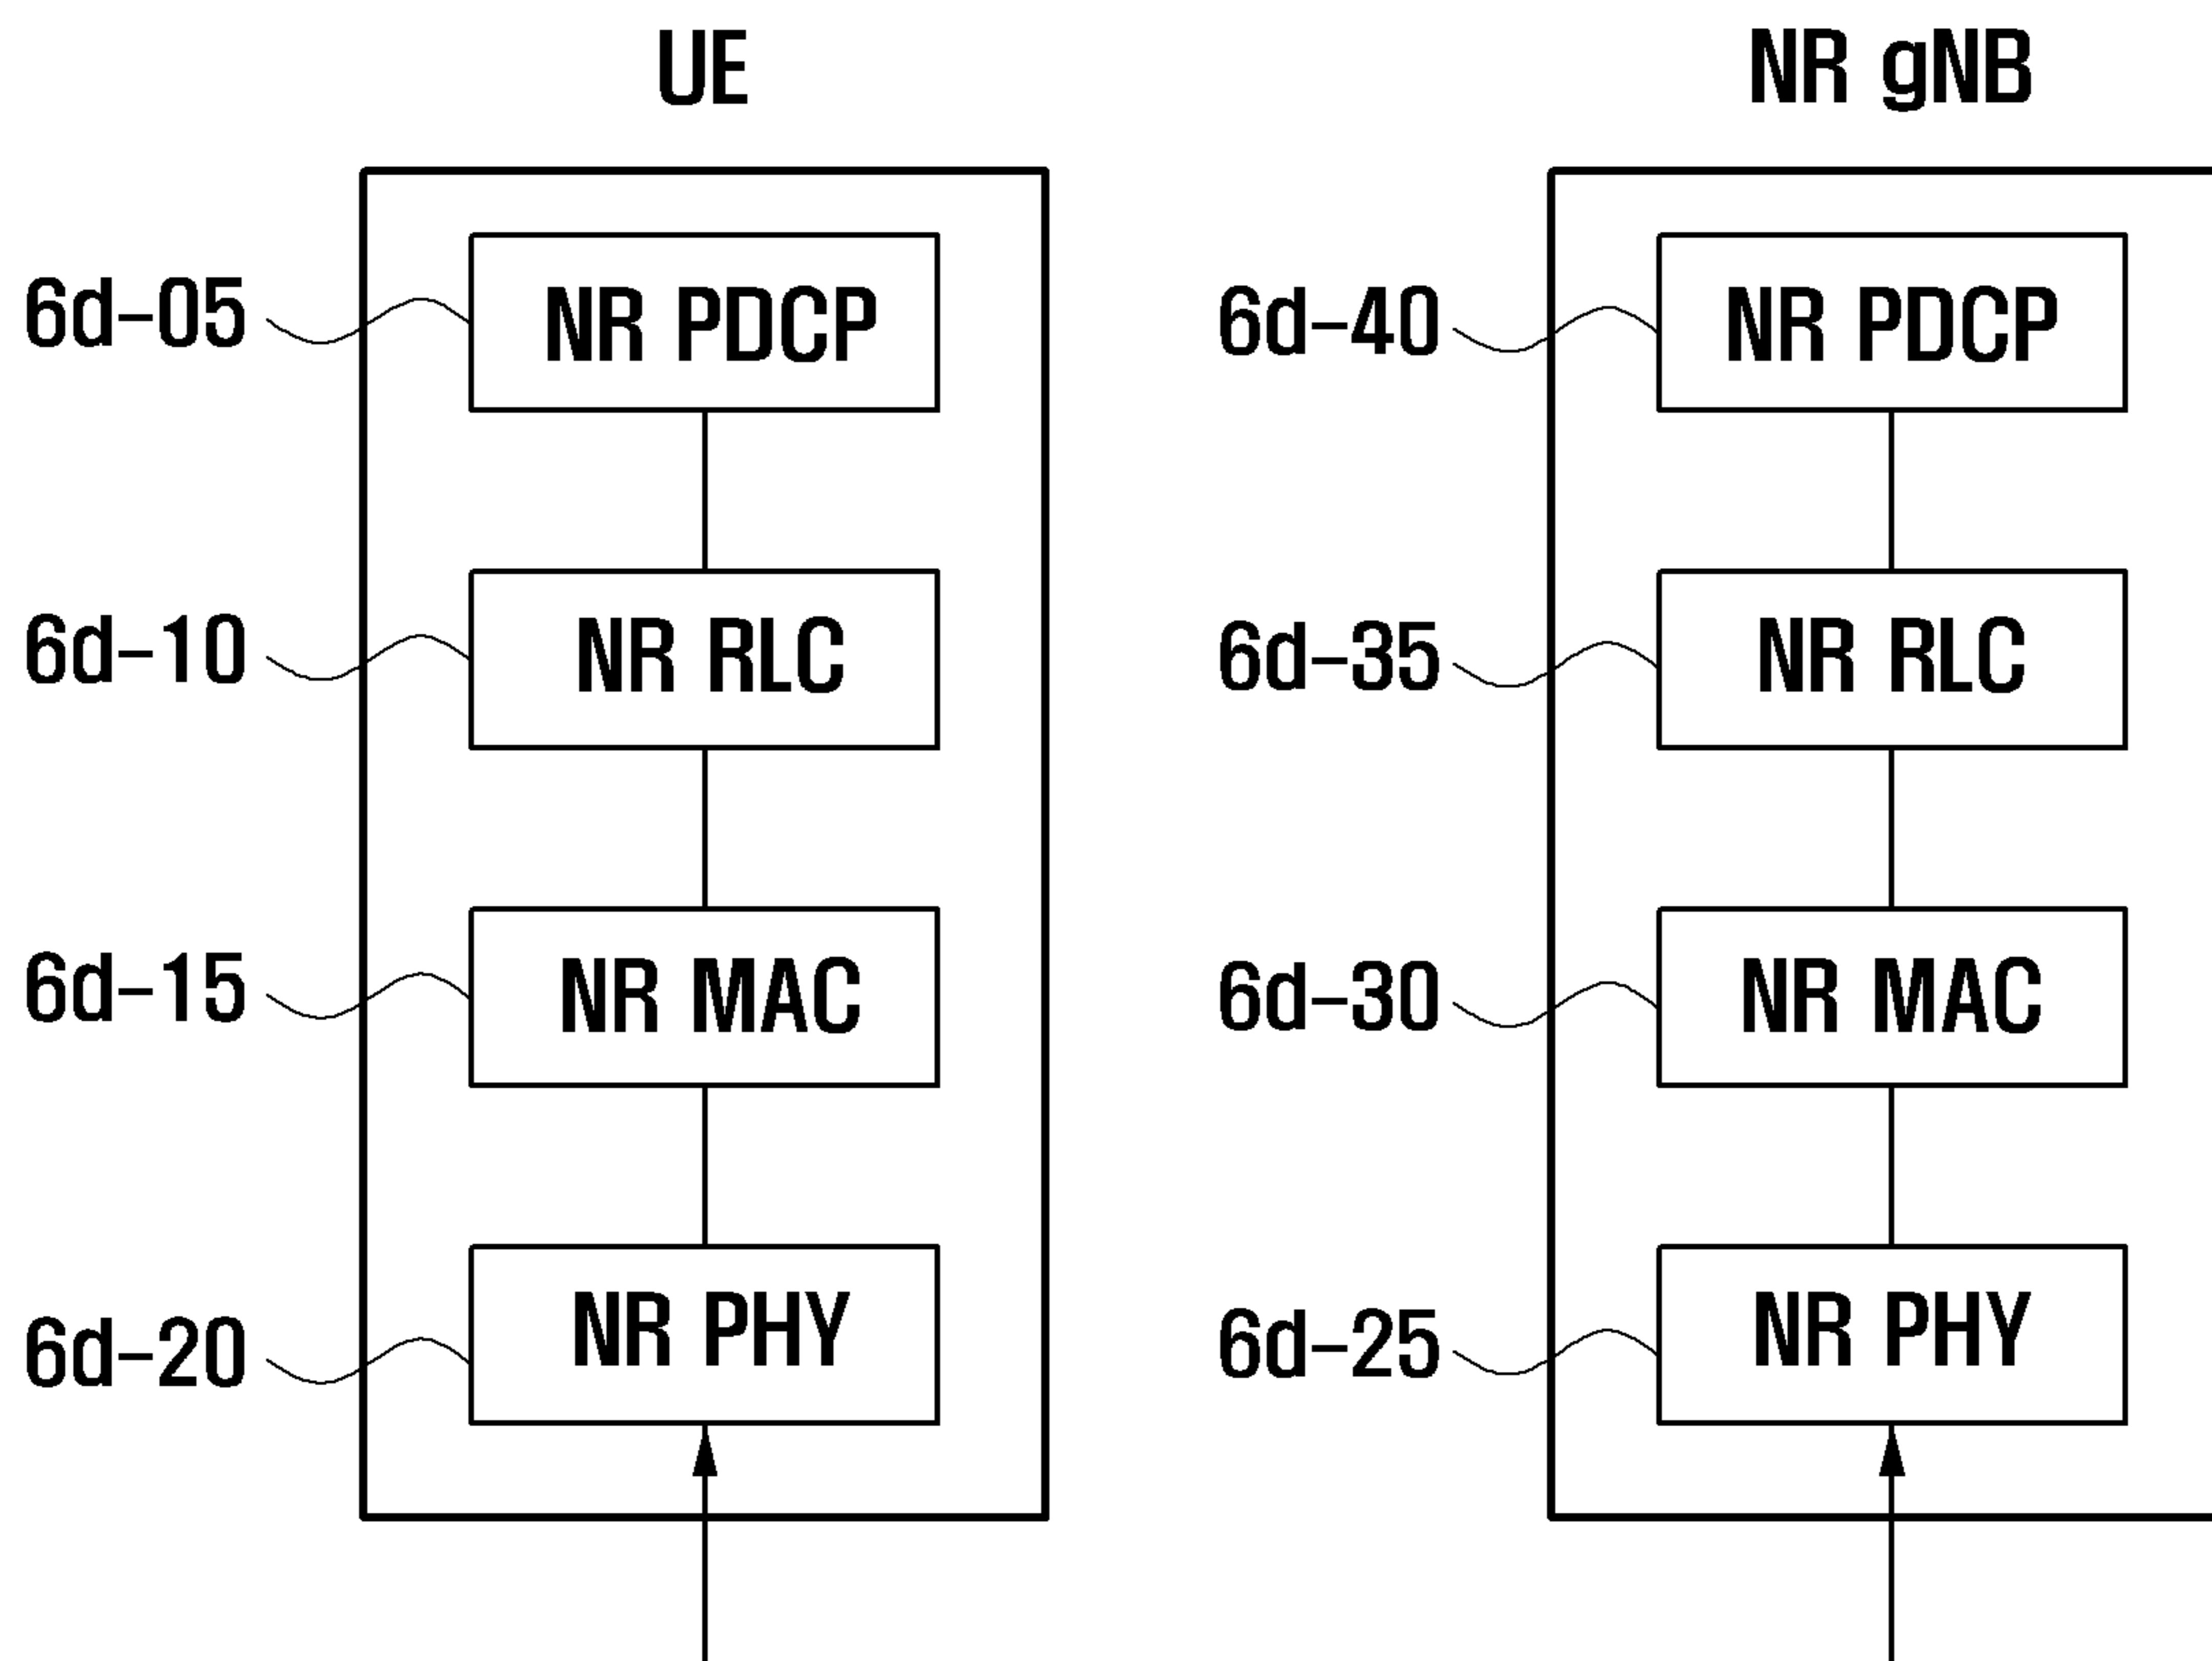 UE
NR gNB
6d-05
NR PDCP
6d-40
NR PDCP
6d-10
NR RLC
6d-35
NR RLC
6d-15
NR MAC
6d-30
NR MAC
6d-20
NR PHY
6d-25
NR PHY